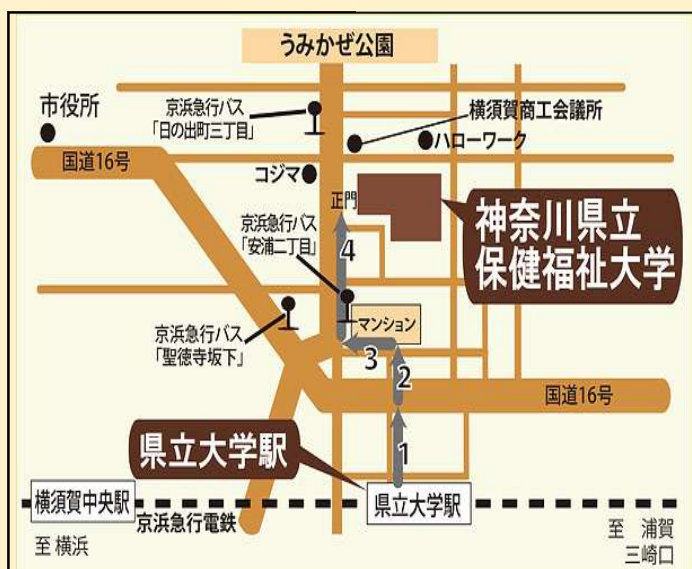 うみかぜ公園
市役所
京浜急行バス
「日の出町三丁目」
横須賀商工会議所
ハローワーク
国道16号
コジマ
正門
神奈川県立
保健福祉大学
京浜急行バス
「安浦二丁目」
4
マンション
京浜急行バス
「聖徳寺坂下」
3
2
国道16号
県立大学駅
1
横須賀中央駅
京浜急行電鉄
県立大学駅
至 横浜
至 浦賀
三崎口